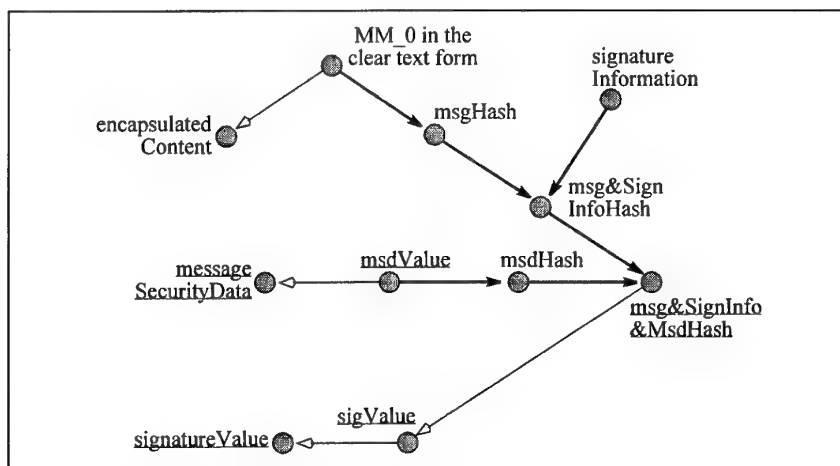 MM_0 in the
clear text form
signature
Information
encapsulated
Content
msgHash
msg&Sign
InfoHash
message
SecurityData
msdValue
msdHash
msg&SignInfo
&MsdHash
signatureValue
sigValue